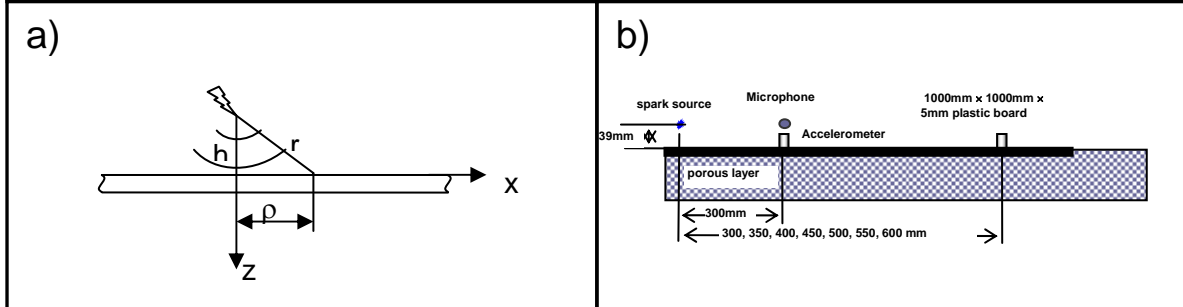 a)
h
r
x
ρ
z
b)
spark source
Microphone
1000mm × 1000mm ×
5mm plastic board
39mm
Accelerometer
porous layer
300mm
300, 350, 400, 450, 500, 550, 600 mm